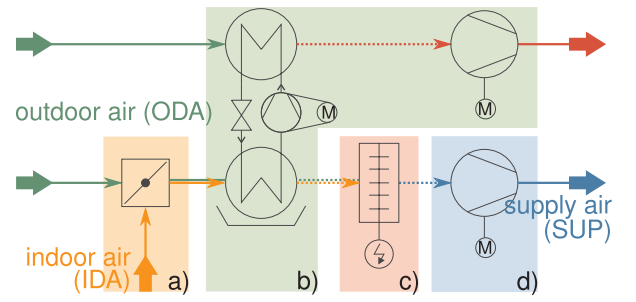 M
outdoor air (ODA)
M
supply air
(SUP)
indoor air
(IDA)
M
a)
b)
c)
d)